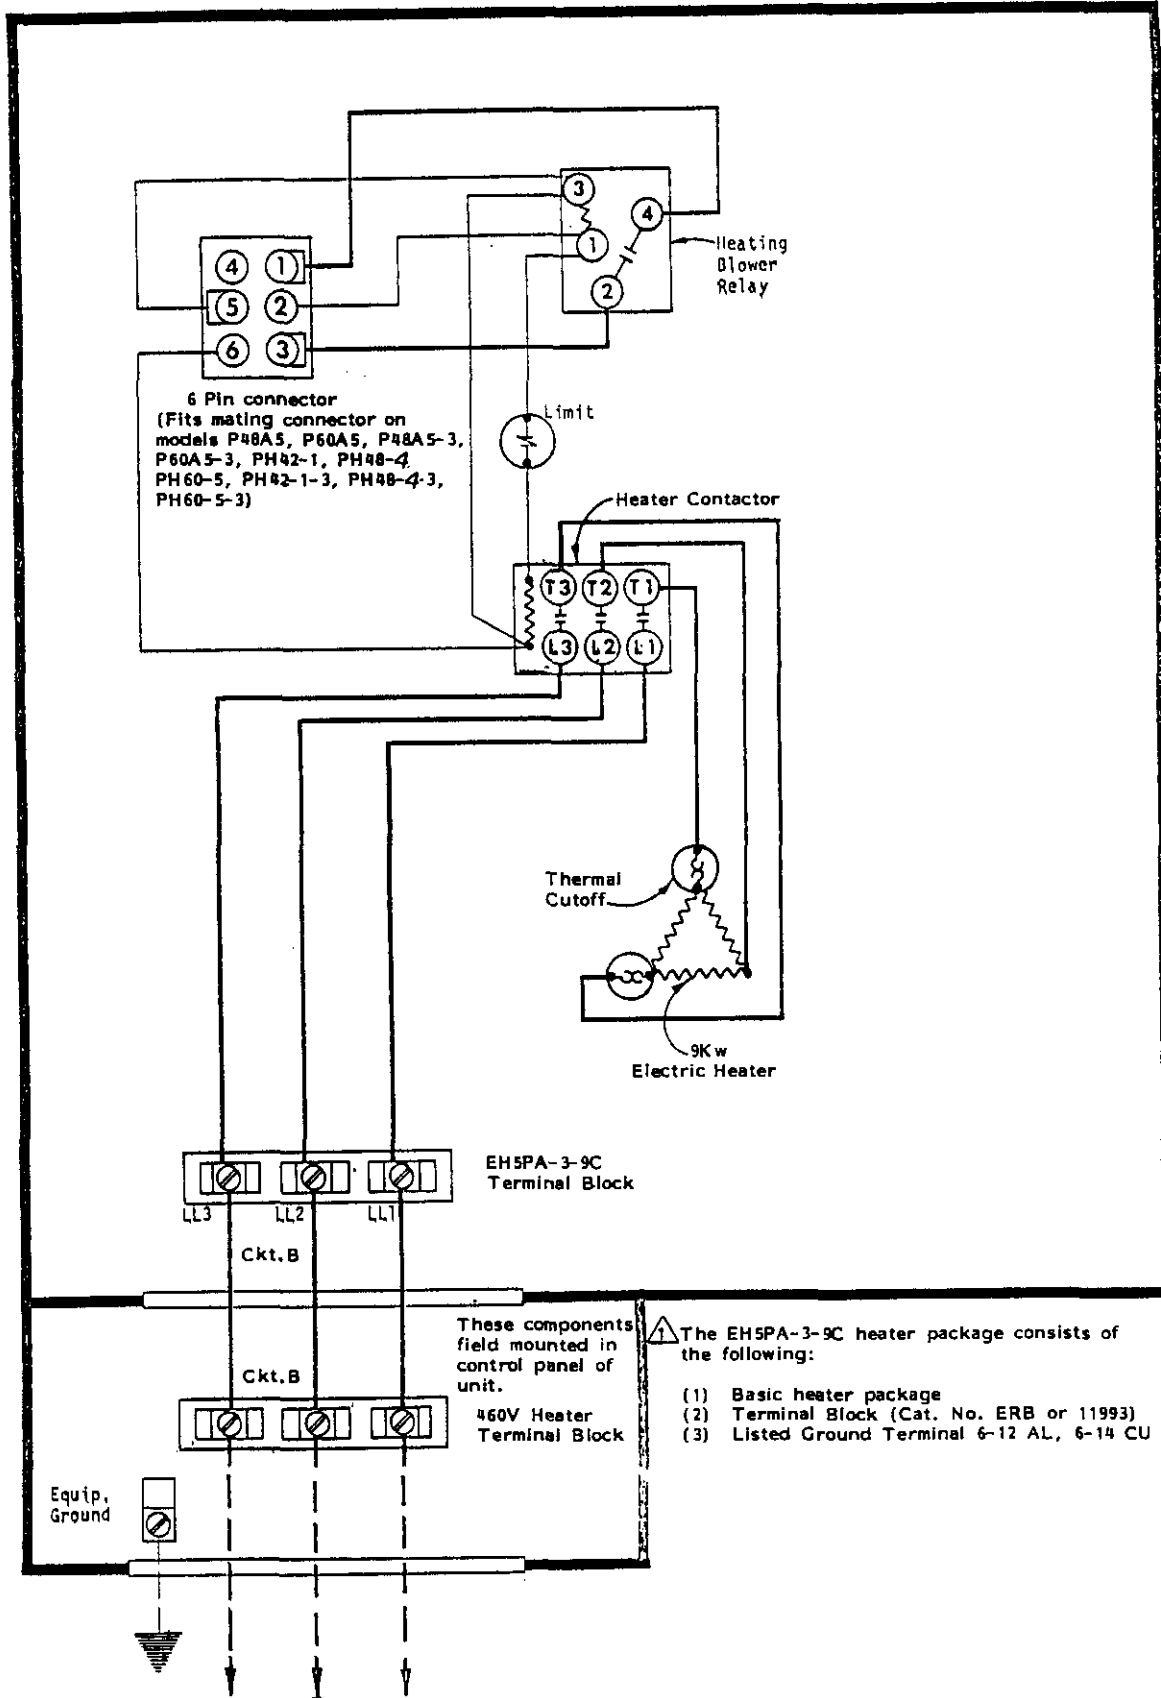 3
4
1
2
Heating
Blower
Relay
4 1
5 2
6 3
6 Pin connector
(Fits mating connector on
models P48A5, P60A5, P48A5-3,
P60A5-3, PH42-1, PH48-4
PH60-5, PH42-1-3, PH48-4-3,
PH60-5-3)
Limit
Heater Contactor
T3 T2 T1
L3 L2 L1
Thermal
Cutoff
9Kw
Electric Heater
EH5PA-3-9C
Terminal Block
LL3 LL2 LL1
Ckt.B
These components
field mounted in
control panel of
unit.
Ckt.B
460V Heater
Terminal Block
Equip.
Ground
1 The EH5PA-3-9C heater package consists of
the following:
(1) Basic heater package
(2) Terminal Block (Cat. No. ERB or 11993)
(3) Listed Ground Terminal 6-12 AL, 6-14 CU